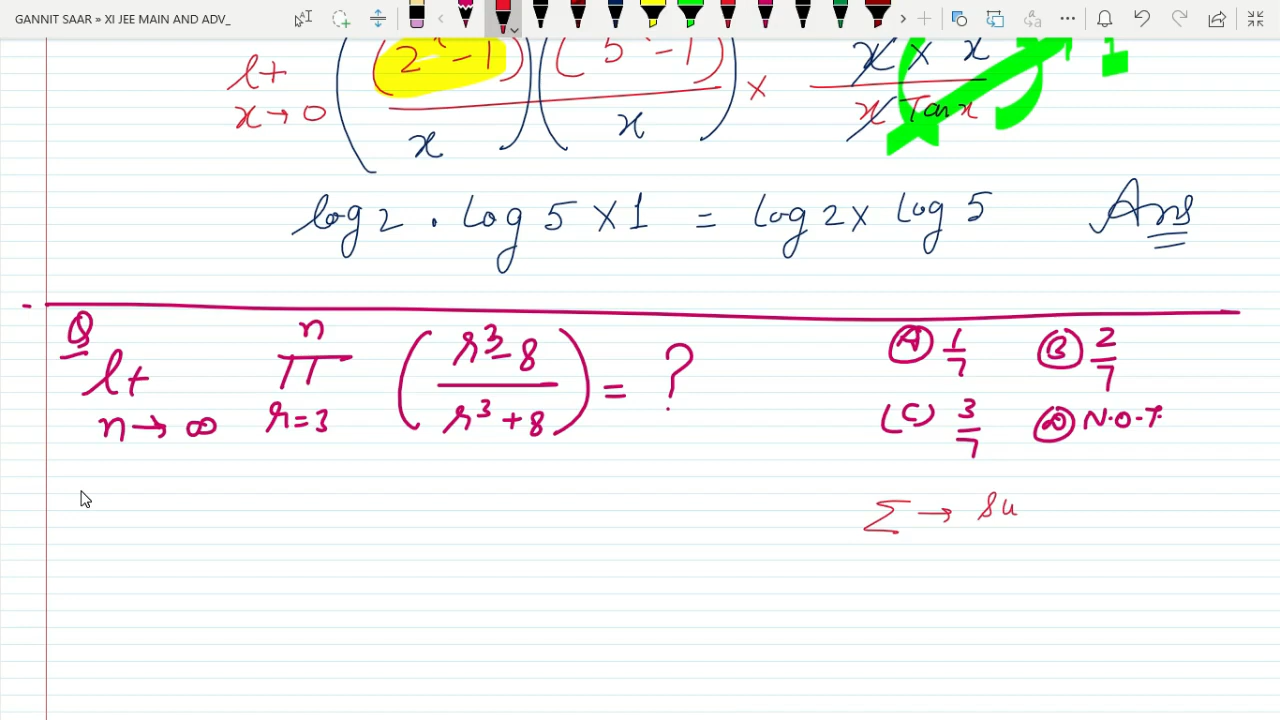 GANNIT SAAR » XI JEE MAIN AND ADV_
lt x→0 ((2ˣ-1)/x) ((5ˣ-1)/x) × (x × x)/(x Tan x) 1
log 2 . log 5 × 1 = log 2 × log 5 Ans
Q
lt n→∞ n π r=3 (r³-8)/(r³+8) = ?
(A) 1/7 (B) 2/7
(C) 3/7 (D) N.O.T.
Σ → Su